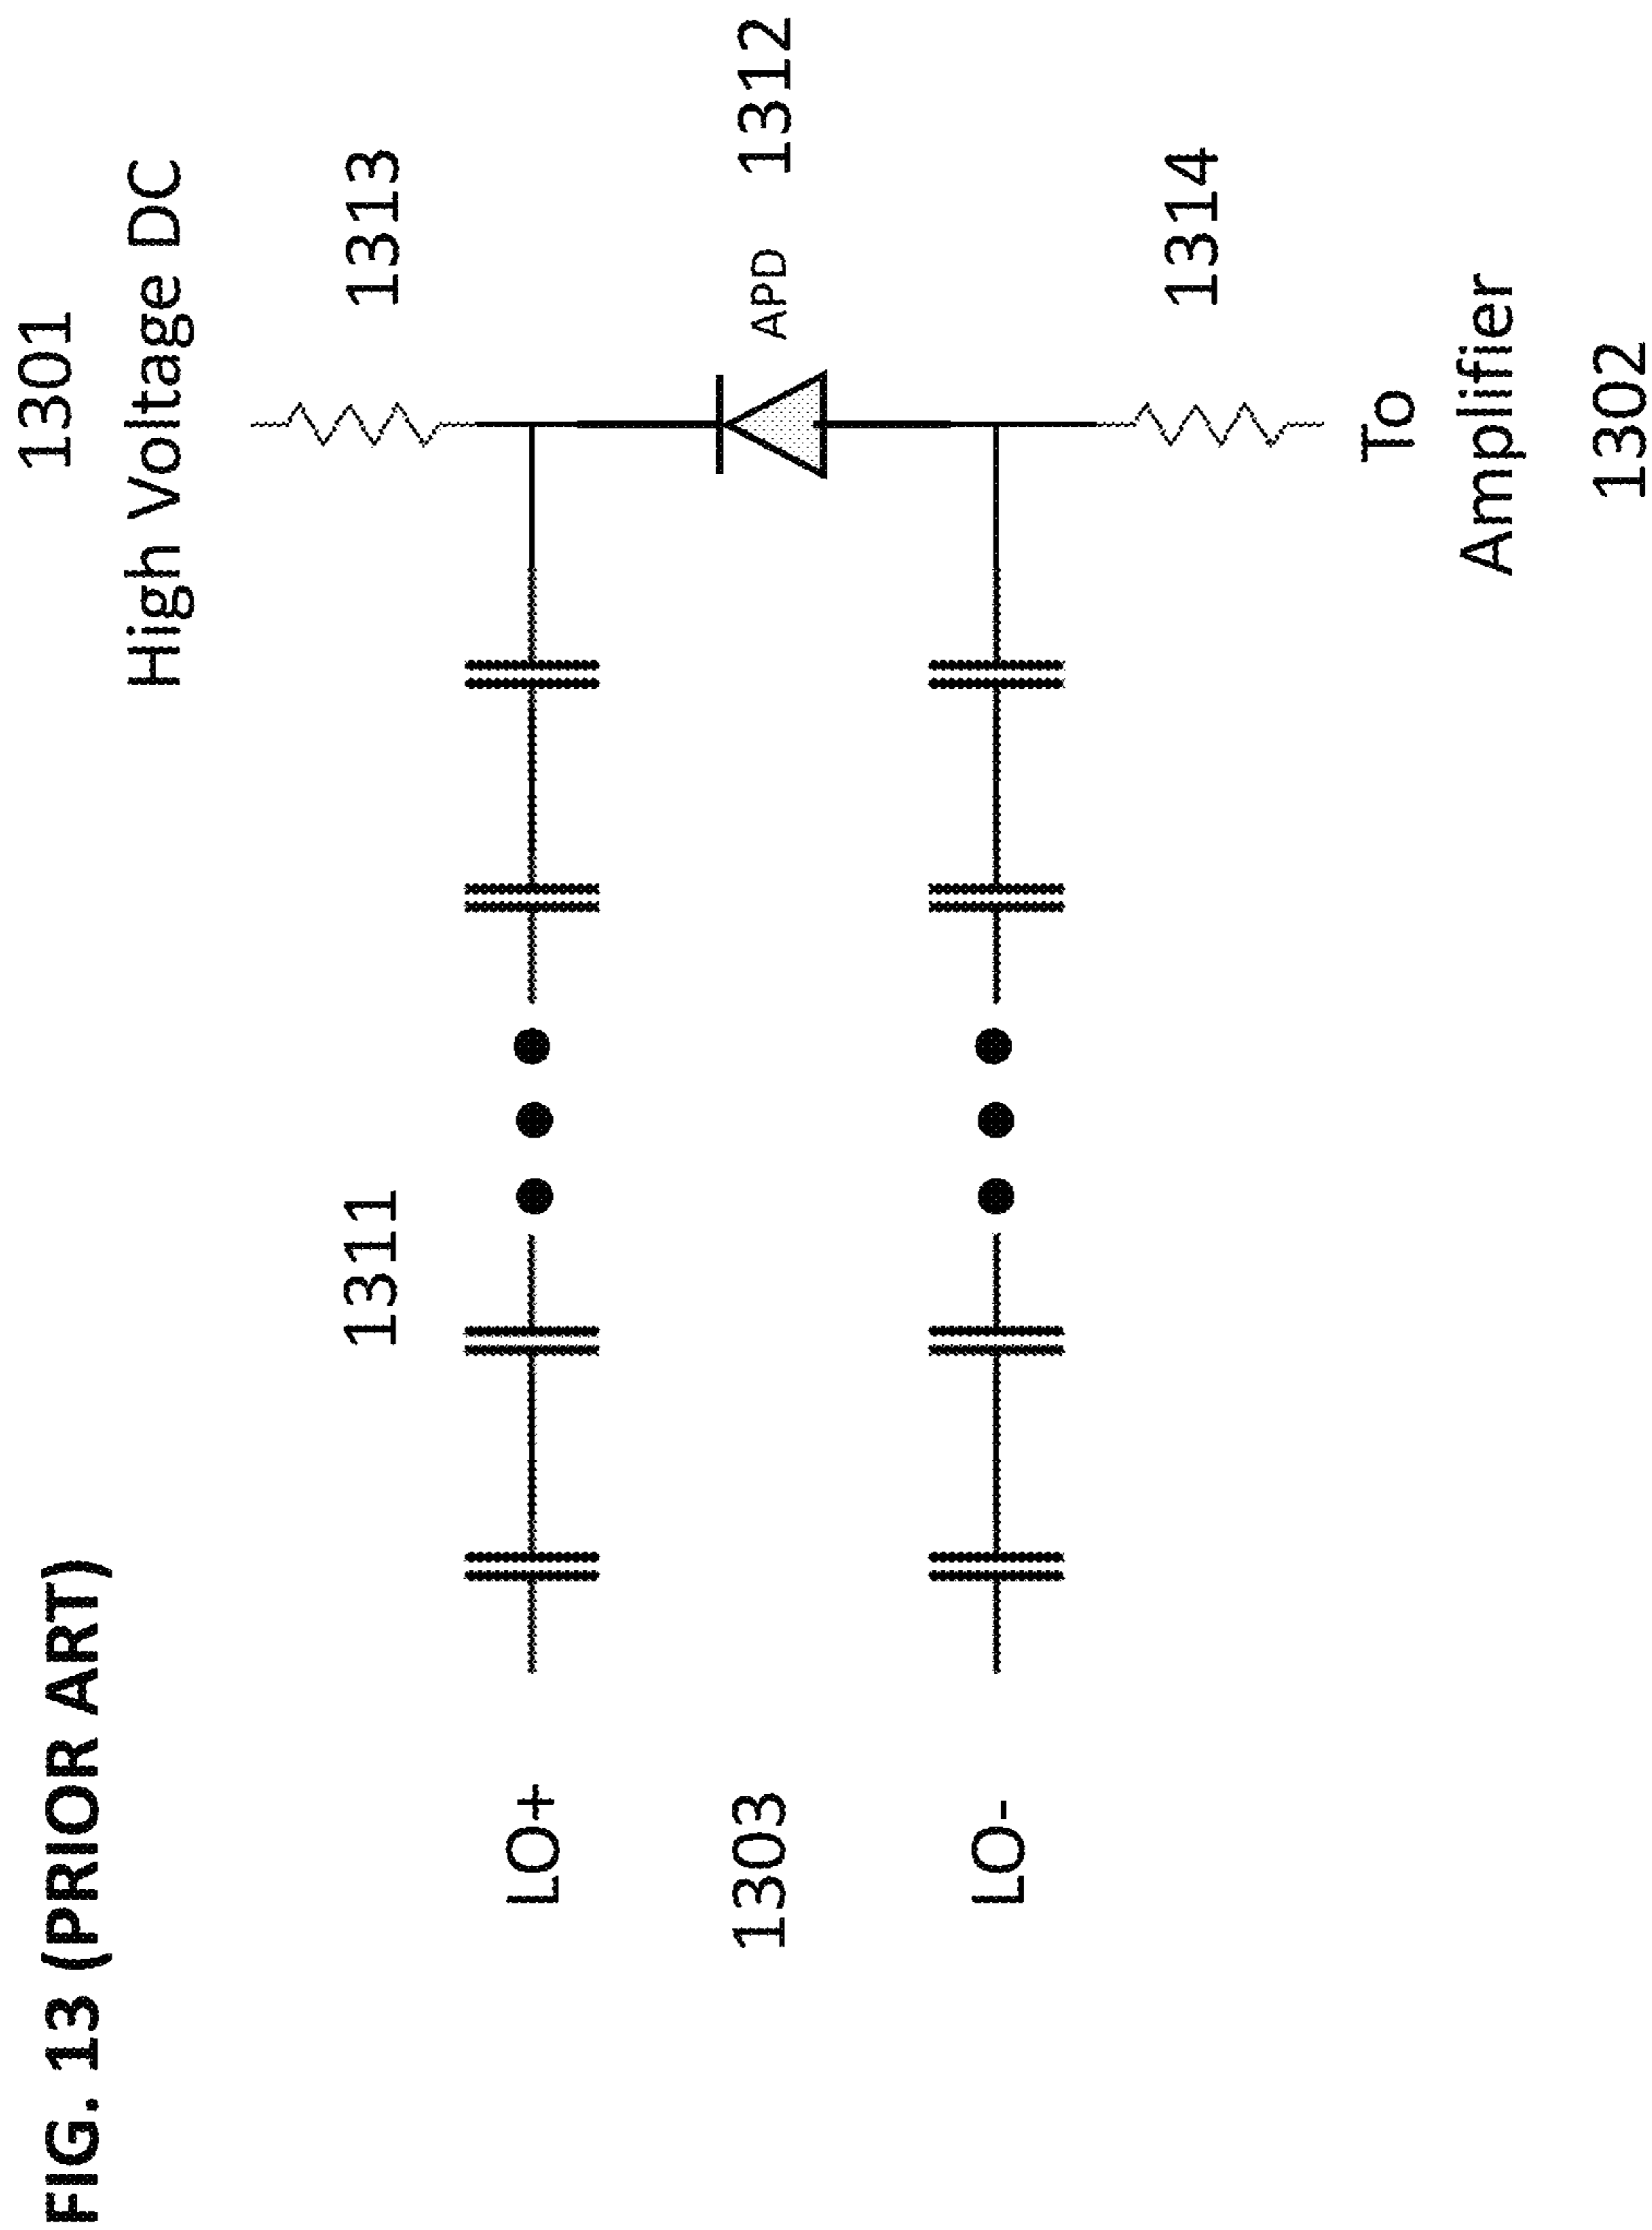 FIG. 13 (PRIOR ART)
1301
High Voltage DC
1313
1311
LO+
1303
APD
1312
LO-
1314
To
Amplifier
1302